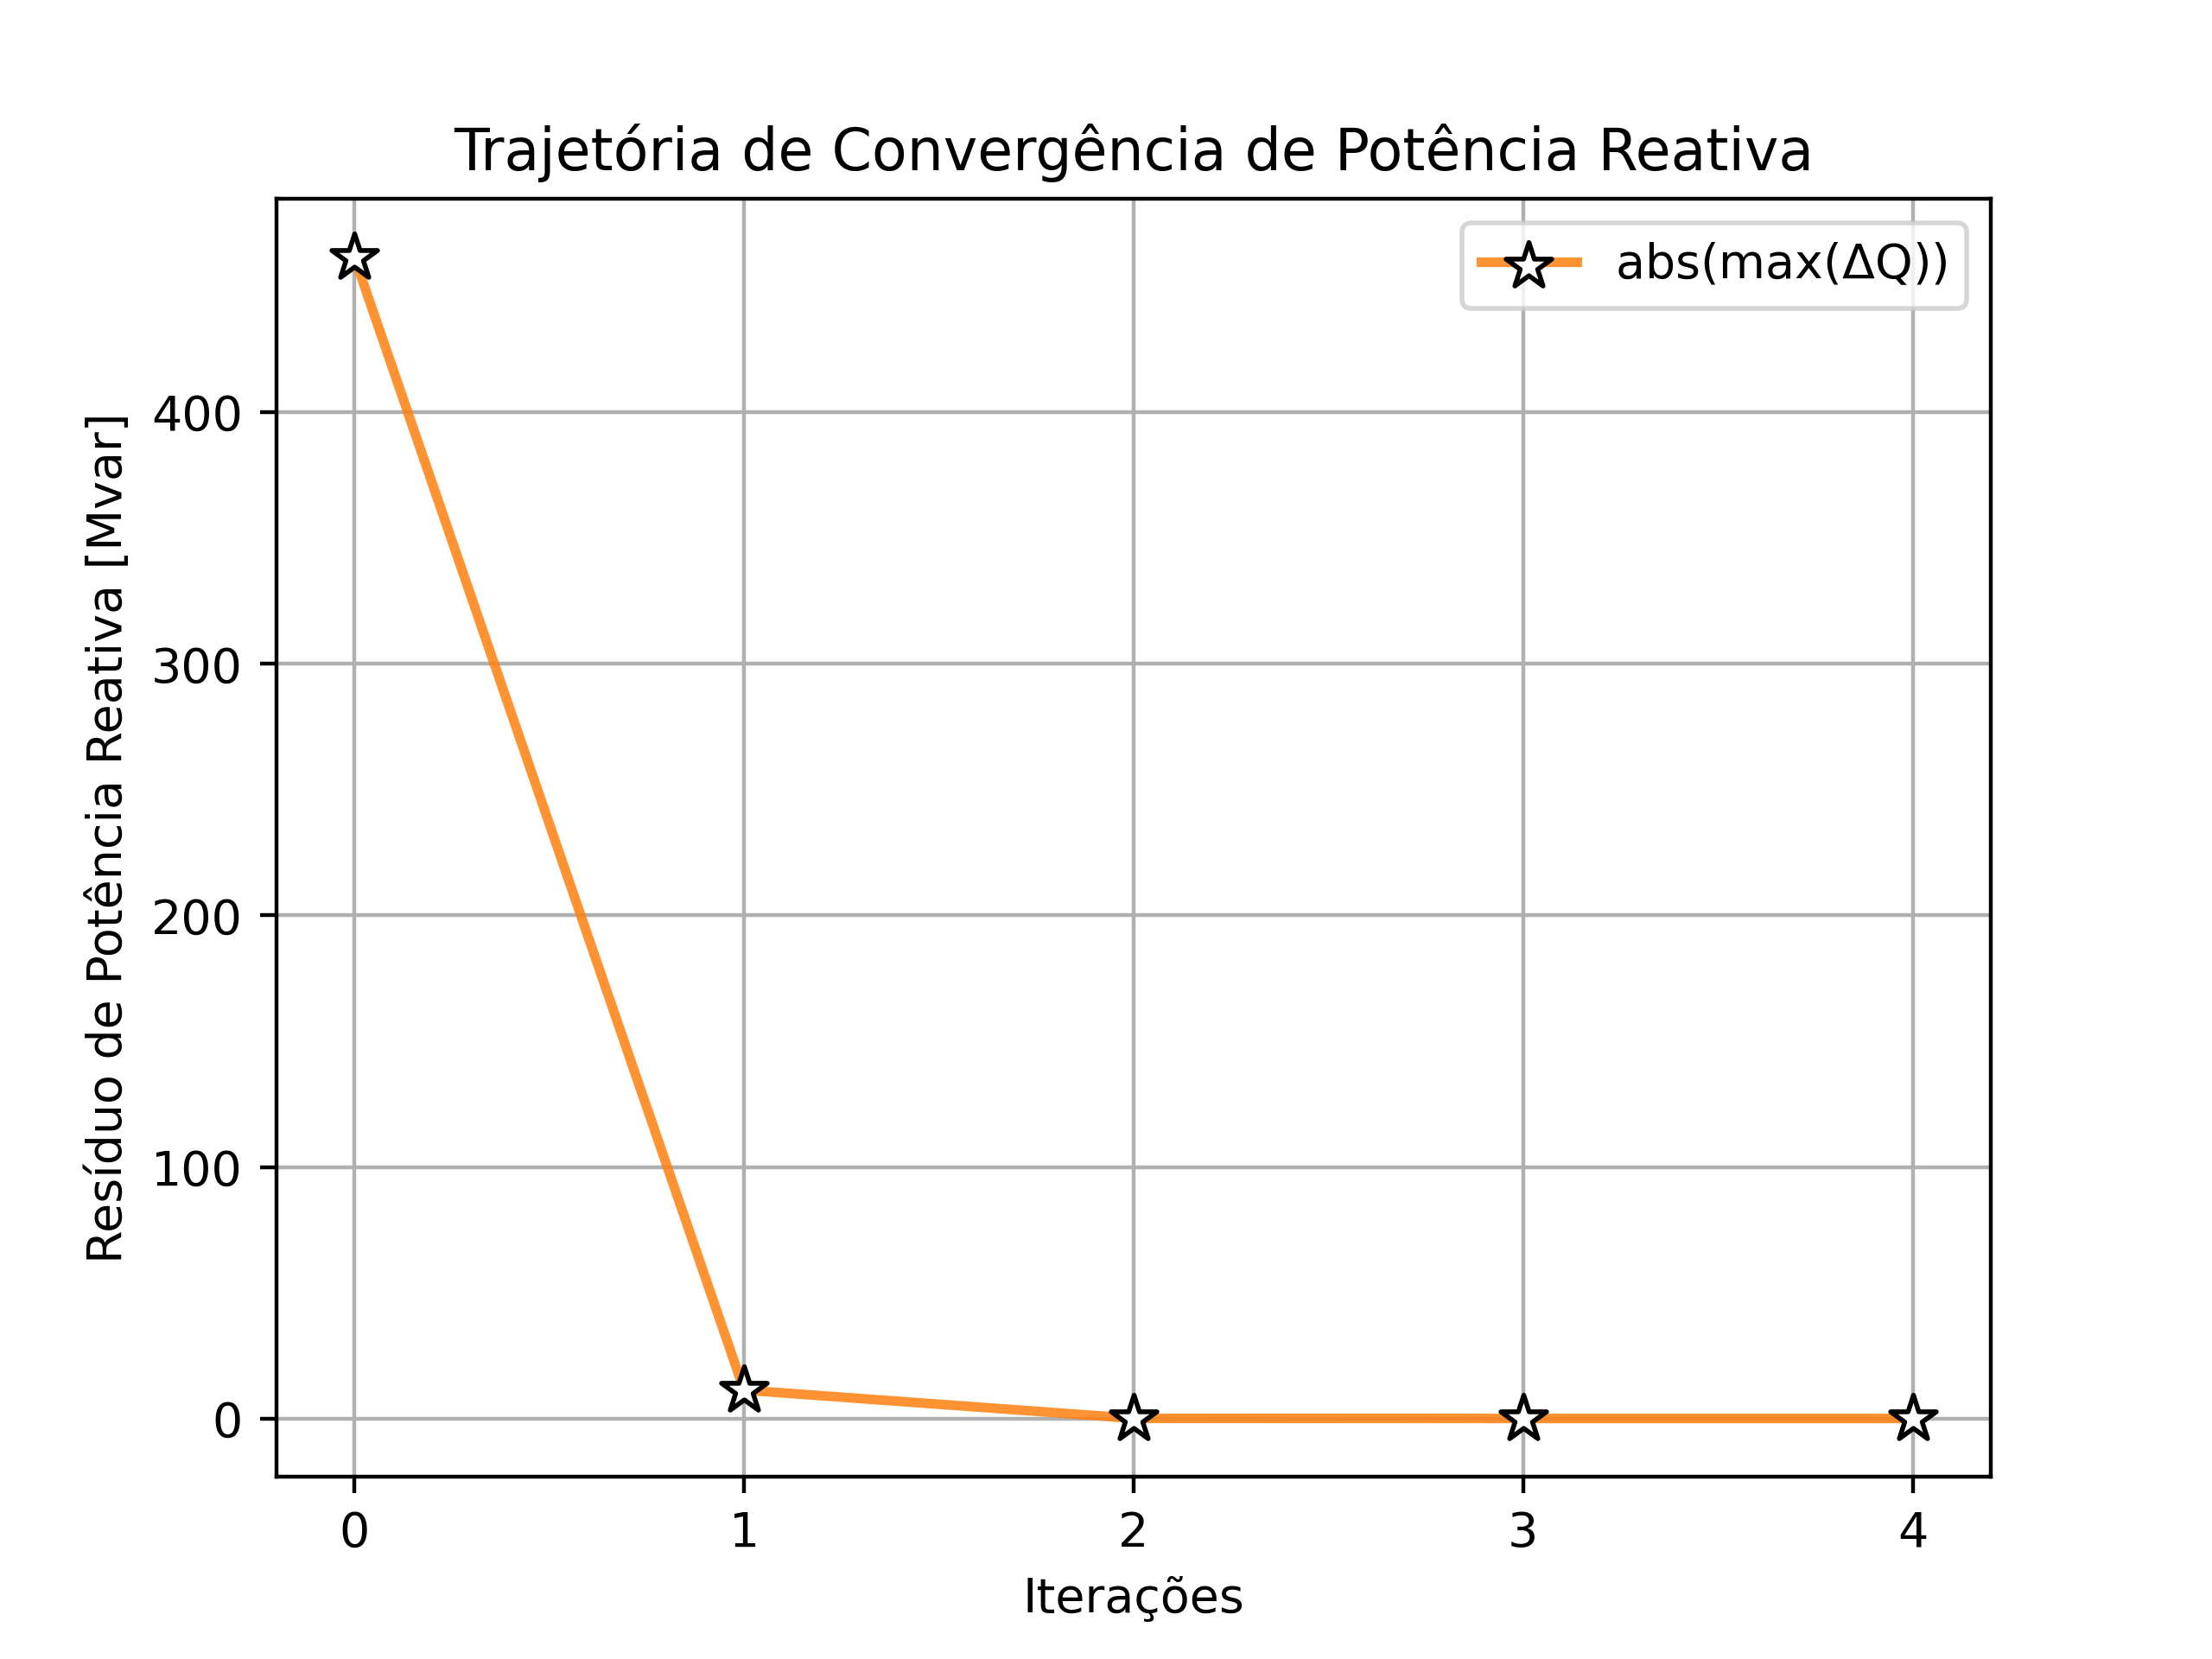 Trajetória de Convergência de Potência Reativa
abs(max(ΔQ))
Resíduo de Potência Reativa [Mvar]
400
300
200
100
0
0 1 2 3 4
Iterações